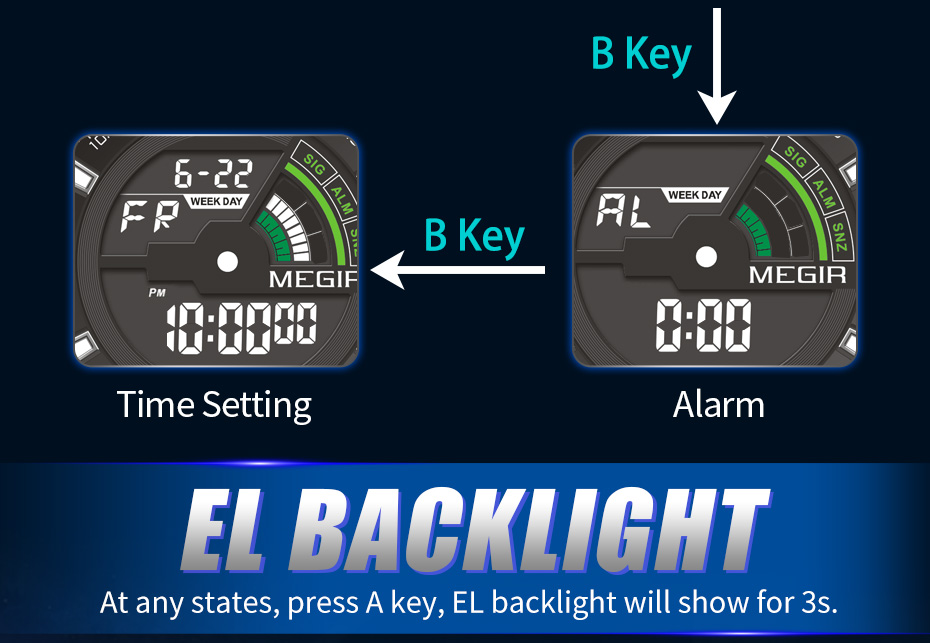 B Key
10
6-22
SIG
ALM
SNZ
WEEK DAY
FR
MEGIR
PM
10:0000
B Key
SIG
ALM
SNZ
WEEK DAY
AL
MEGIR
0:00
Time Setting
Alarm
EL BACKLIGHT
At any states, press A key, EL backlight will show for 3s.